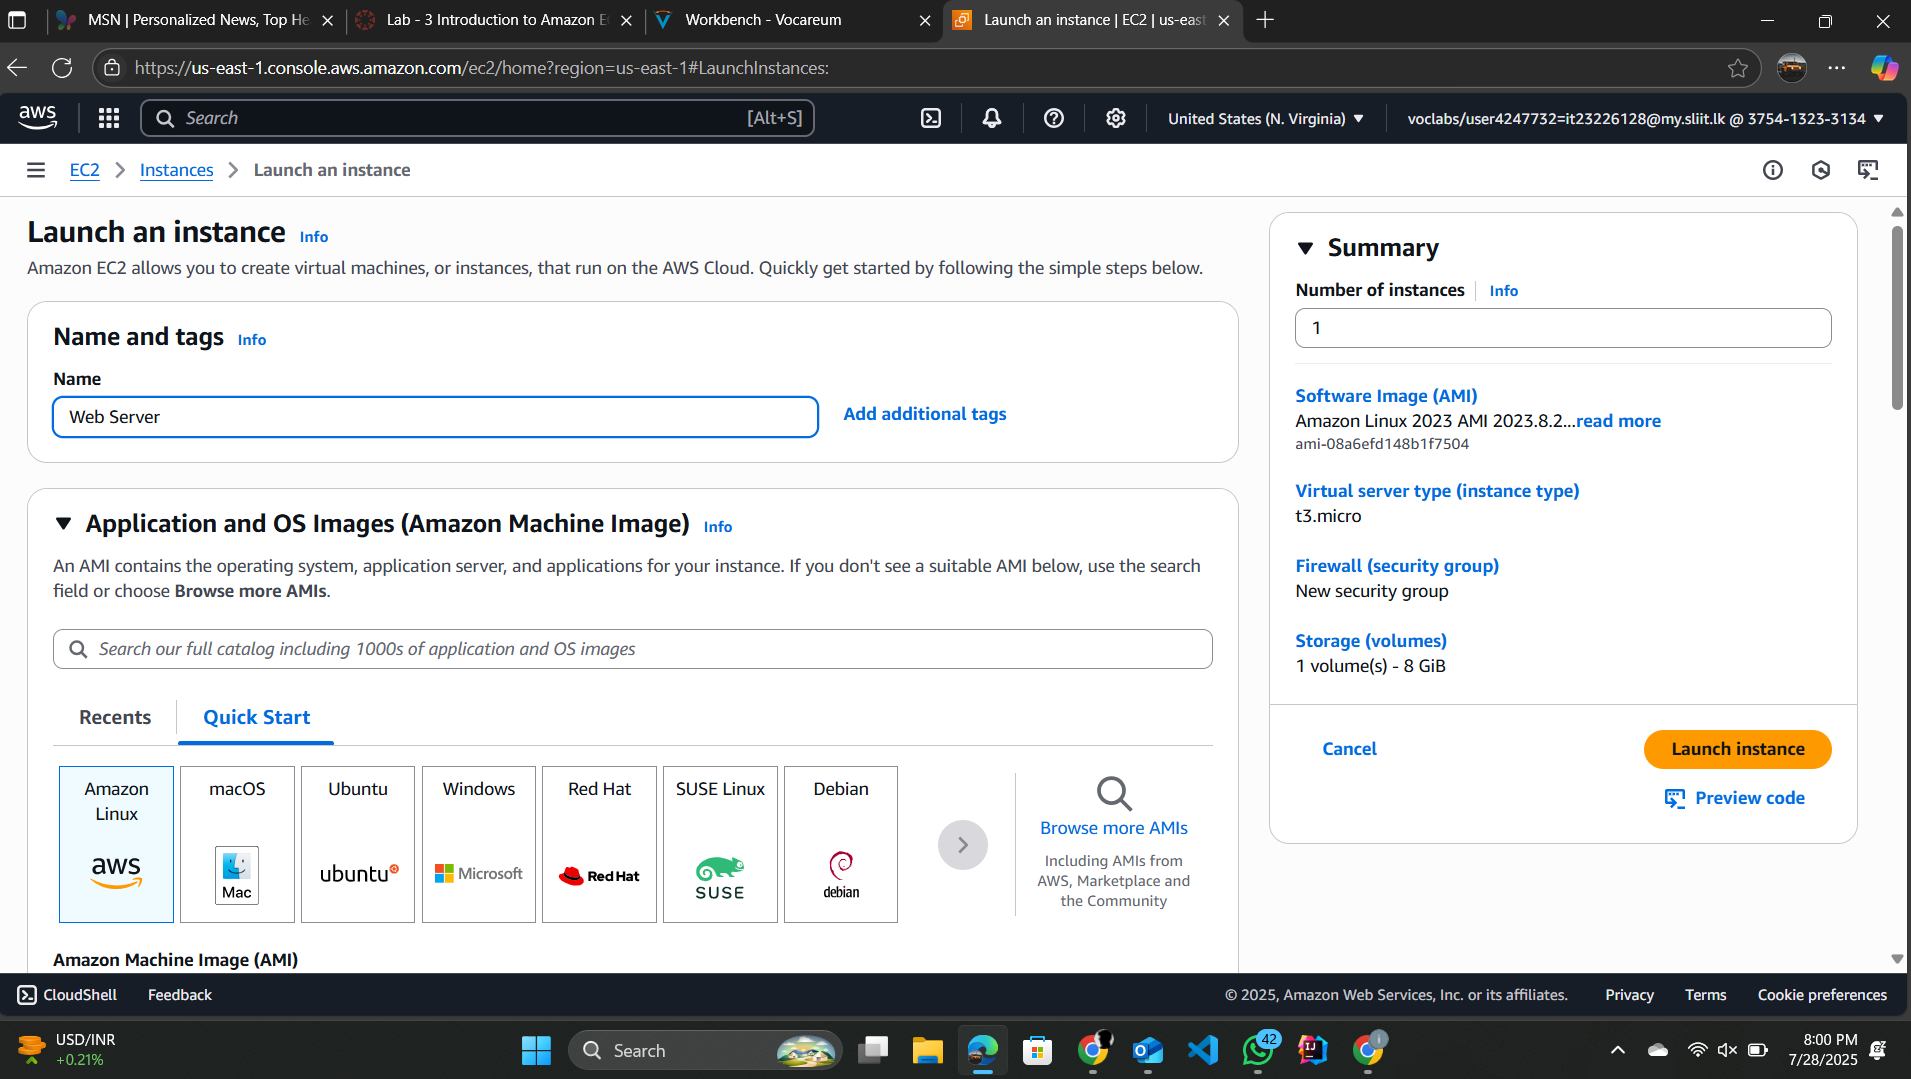 MSN | Personalized News, Top He
Lab - 3 Introduction to Amazon E
Workbench - Vocareum
Launch an instance | EC2 | us-east
https://us-east-1.console.aws.amazon.com/ec2/home?region=us-east-1#LaunchInstances:
aws
Search
[Alt+S]
United States (N. Virginia)
voclabs/user4247732=it23226128@my.sliit.lk @ 3754-1323-3134
EC2
Instances
Launch an instance
Launch an instance Info
Amazon EC2 allows you to create virtual machines, or instances, that run on the AWS Cloud. Quickly get started by following the simple steps below.
Name and tags Info
Name
Web Server
Add additional tags
Application and OS Images (Amazon Machine Image) Info
An AMI contains the operating system, application server, and applications for your instance. If you don't see a suitable AMI below, use the search
field or choose Browse more AMIs.
Search our full catalog including 1000s of application and OS images
Recents
Quick Start
Amazon
Linux
aws
macOS
Mac
Ubuntu
ubuntu
Windows
Microsoft
Red Hat
Red Hat
SUSE Linux
SUSE
Debian
debian
Browse more AMIs
Including AMIs from
AWS, Marketplace and
the Community
Amazon Machine Image (AMI)
Summary
Number of instances Info
1
Software Image (AMI)
Amazon Linux 2023 AMI 2023.8.2...read more
ami-08a6efd148b1f7504
Virtual server type (instance type)
t3.micro
Firewall (security group)
New security group
Storage (volumes)
1 volume(s) - 8 GiB
Cancel
Launch instance
Preview code
CloudShell
Feedback
© 2025, Amazon Web Services, Inc. or its affiliates.
Privacy
Terms
Cookie preferences
USD/INR
+0.21%
Search
42
IJ
8:00 PM
7/28/2025